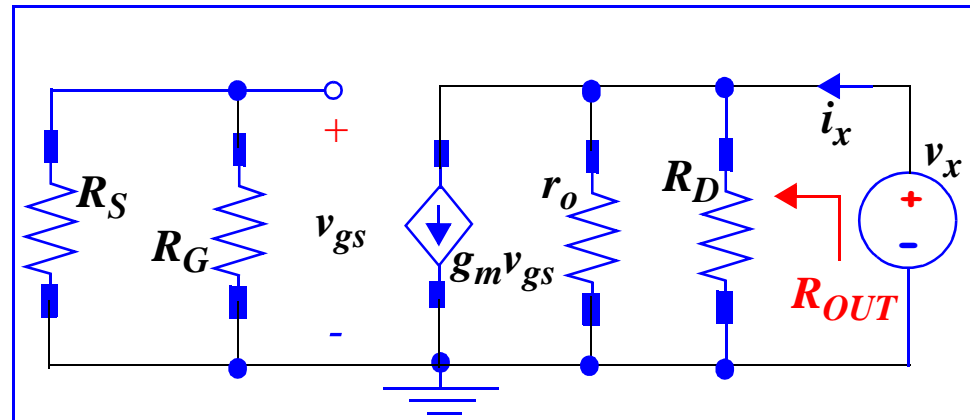 R_S
R_G
+
v_gs
-
g_m v_gs
r_o
R_D
i_x
v_x
+
-
R_OUT